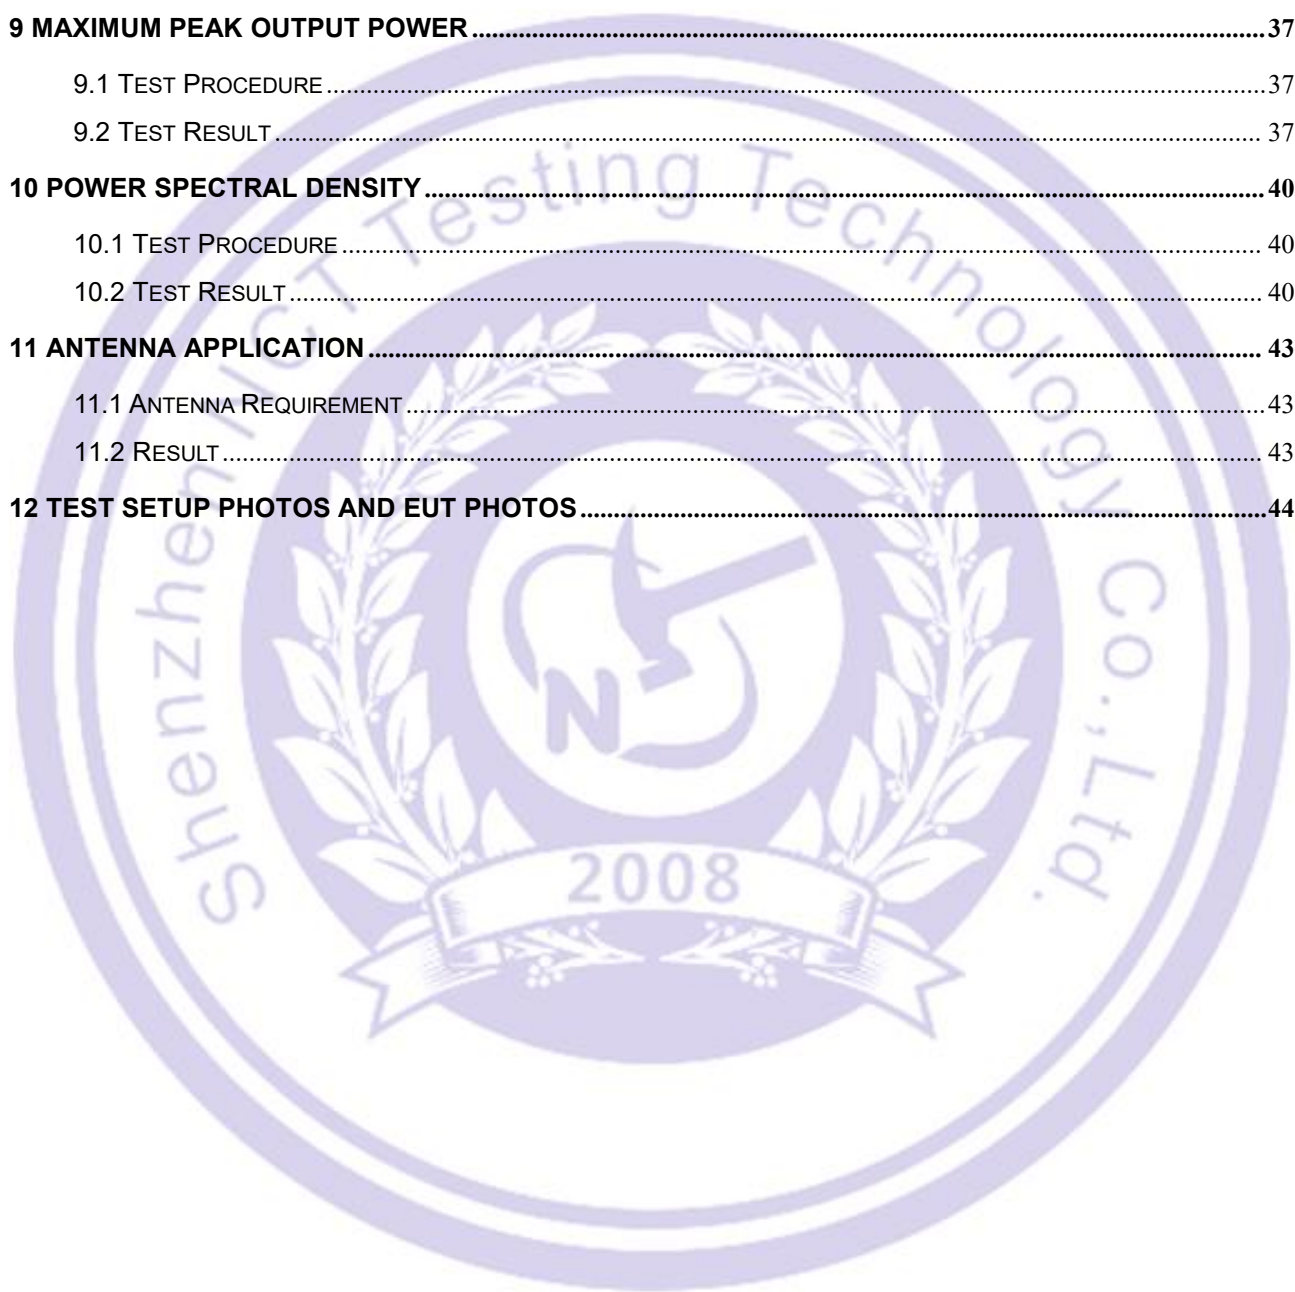 9 MAXIMUM PEAK OUTPUT POWER 37
9.1 TEST PROCEDURE 37
9.2 TEST RESULT 37
10 POWER SPECTRAL DENSITY 40
10.1 TEST PROCEDURE 40
10.2 TEST RESULT 40
11 ANTENNA APPLICATION 43
11.1 ANTENNA REQUIREMENT 43
11.2 RESULT 43
12 TEST SETUP PHOTOS AND EUT PHOTOS 44
Testing Technology Co.,Ltd.
Shenzhen
N
2008